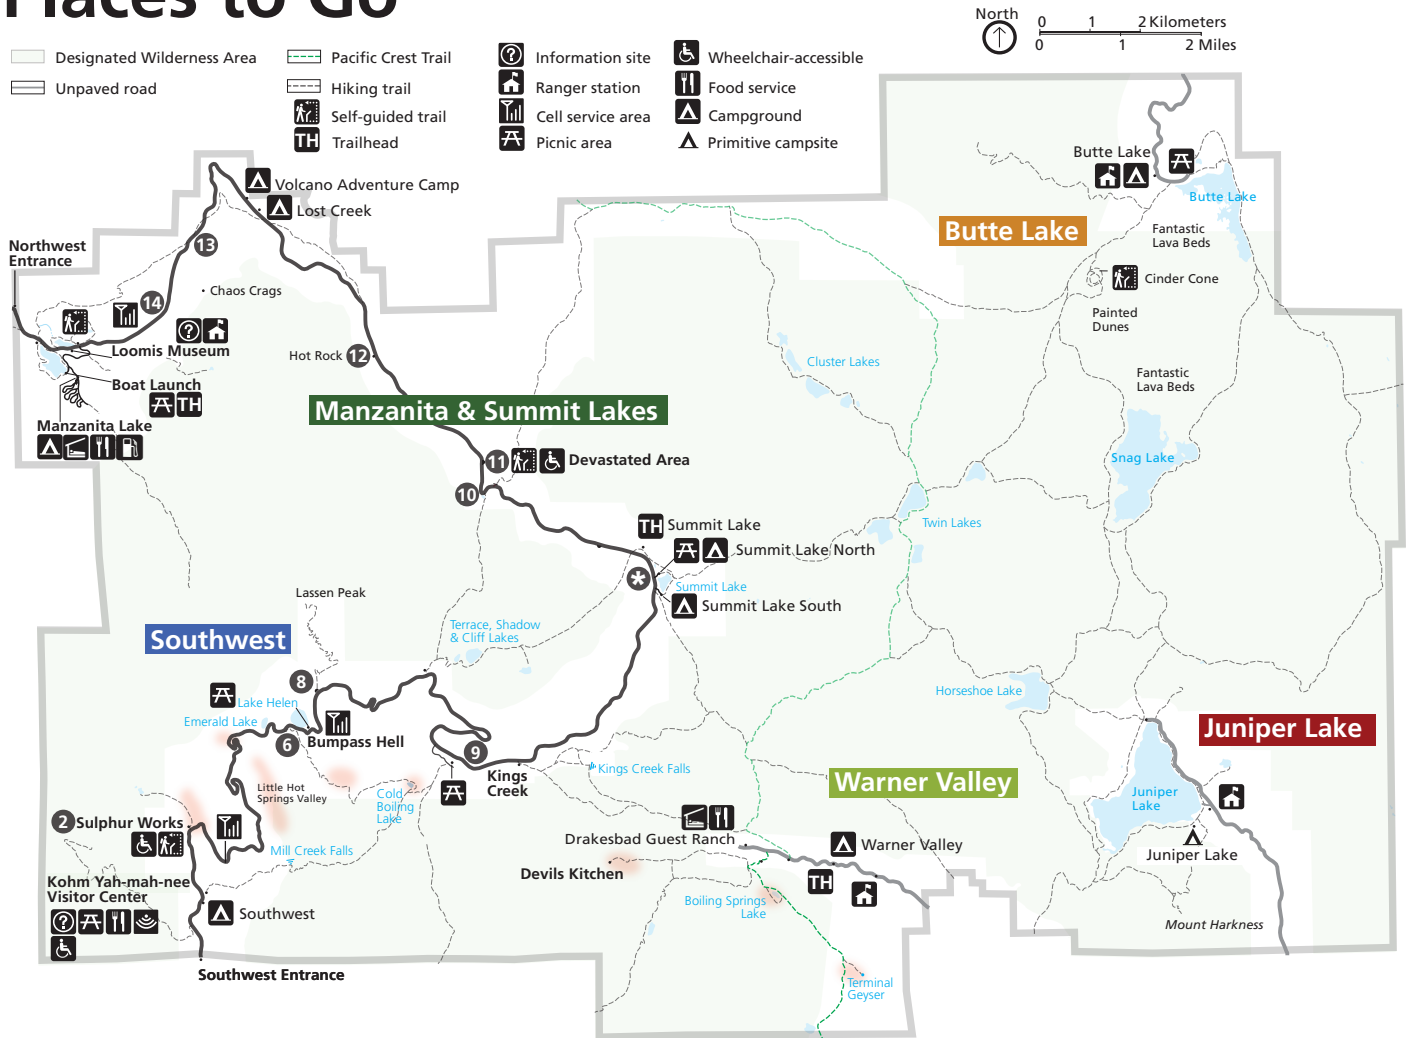 Places to Go
North
0 1 2 Kilometers
0 1 2 Miles
Designated Wilderness Area
Unpaved road
Pacific Crest Trail
Hiking trail
Self-guided trail
TH Trailhead
Information site
Ranger station
Cell service area
Picnic area
Wheelchair-accessible
Food service
Campground
Primitive campsite
Volcano Adventure Camp
Lost Creek
Northwest
Entrance
13
Chaos Crags
14
Loomis Museum
Hot Rock 12
Boat Launch
TH
Manzanita Lake
Manzanita & Summit Lakes
11 Devastated Area
10
Butte Lake
Butte Lake
Butte Lake
Fantastic
Lava Beds
Cinder Cone
Painted
Dunes
Fantastic
Lava Beds
Cluster Lakes
Snag Lake
Twin Lakes
TH Summit Lake
Summit Lake North
*
Summit Lake
Summit Lake South
Lassen Peak
Southwest
Terrace, Shadow
& Cliff Lakes
8
Lake Helen
Emerald Lake
6 Bumpass Hell
9
Kings
Creek
Kings Creek Falls
Little Hot
Springs Valley
Cold
Boiling
Lake
2 Sulphur Works
Mill Creek Falls
Kohm Yah-mah-nee
Visitor Center
Southwest
Southwest Entrance
Horseshoe Lake
Juniper Lake
Warner Valley
Juniper
Lake
Juniper Lake
Mount Harkness
Drakesbad Guest Ranch
Warner Valley
TH
Devils Kitchen
Boiling Springs
Lake
Terminal
Geyser